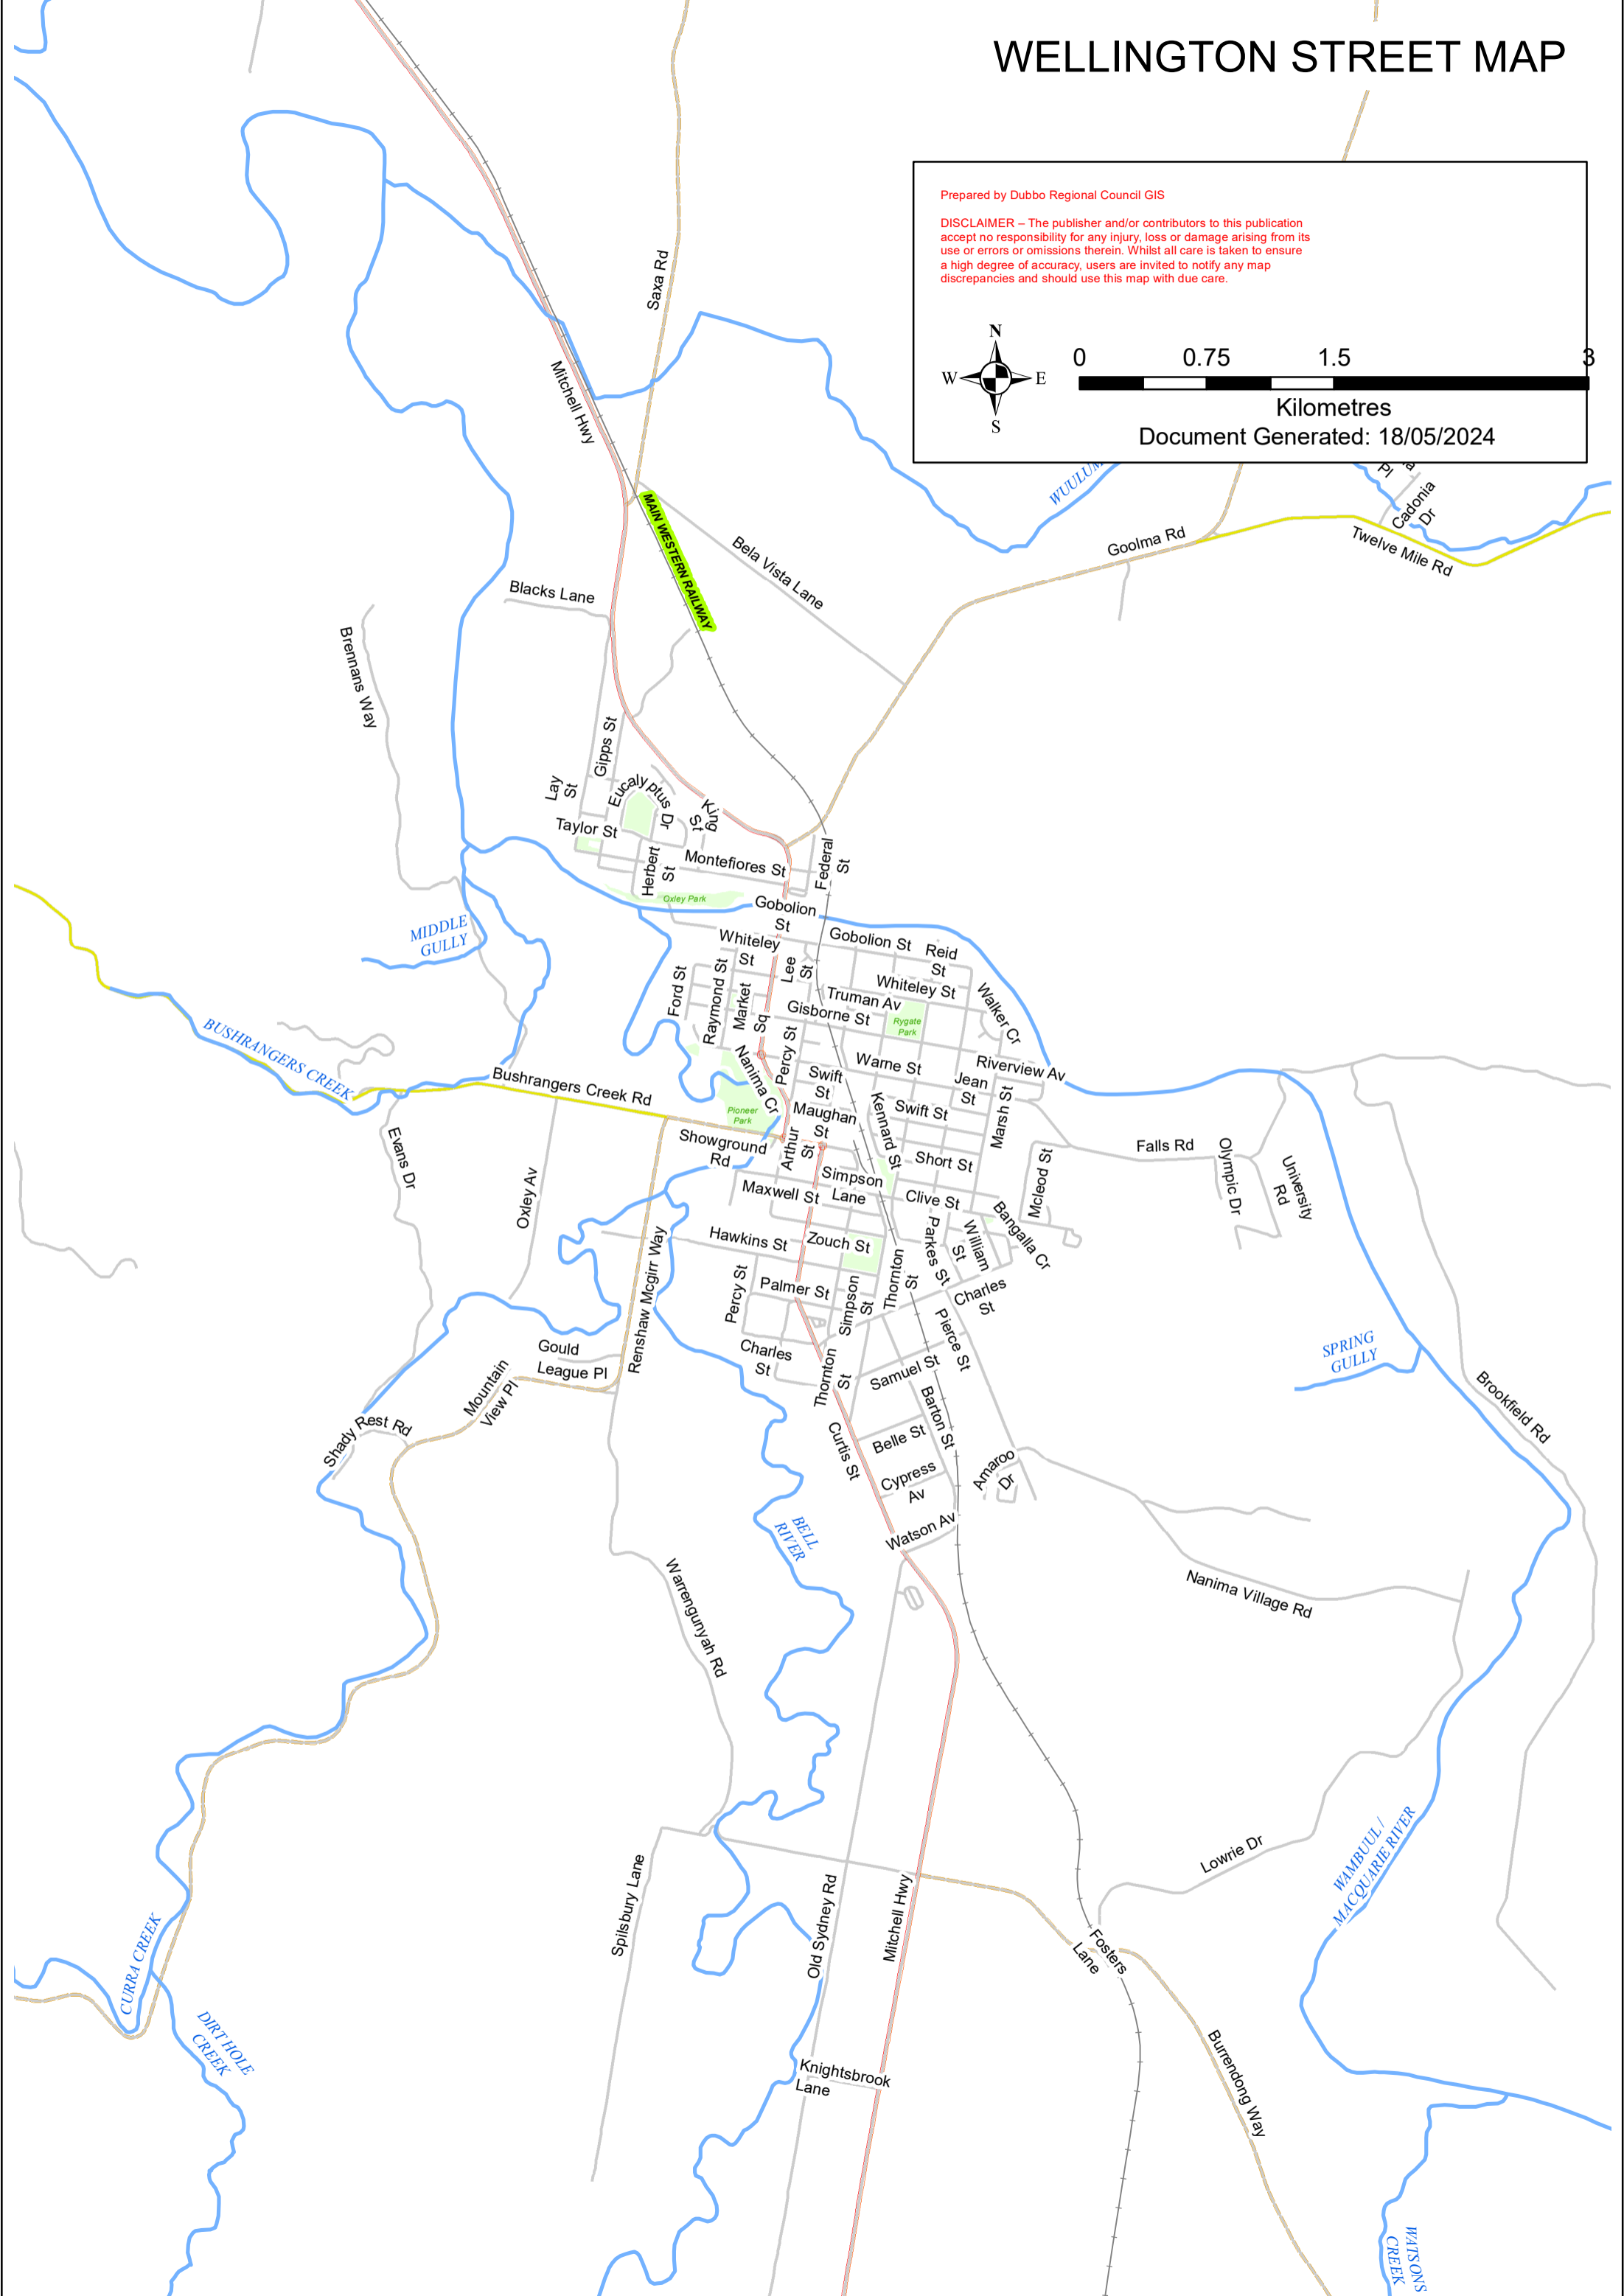 WELLINGTON STREET MAP
Prepared by Dubbo Regional Council GIS
DISCLAIMER – The publisher and/or contributors to this publication
accept no responsibility for any injury, loss or damage arising from its
use or errors or omissions therein. Whilst all care is taken to ensure
a high degree of accuracy, users are invited to notify any map
discrepancies and should use this map with due care.
N
W E
S
0 0.75 1.5 3
Kilometres
Document Generated: 18/05/2024
Saxa Rd
Mitchell Hwy
MAIN WESTERN RAILWAY
Bela Vista Lane
Pl
Cadonia
Dr
Goolma Rd
Twelve Mile Rd
Blacks Lane
Brennans Way
Gipps St
Lay
St
Eucalyptus
Dr
King
St
Taylor St
Herbert
St
Montefiores St
Federal
St
Oxley Park
Gobolion
St
MIDDLE
GULLY
Whiteley
St
Gobolion St
Reid
St
Ford St
Raymond St
Market
Sq
Lee
St
Whiteley St
Truman Av
Gisborne St
Rygate
Park
Walker Cr
BUSHRANGERS CREEK
Nanima Cr
Percy St
Swift
St
Warne St
Riverview Av
Jean
St
Bushrangers Creek Rd
Pioneer
Park
Maughan
St
Kennard St
Swift St
Marsh St
Evans Dr
Showground
Rd
Arthur
St
Short St
Falls Rd
Olympic Dr
University
Rd
Oxley Av
Simpson
Lane
Maxwell St
Clive St
Mcleod St
Bangalla Cr
Hawkins St
Zouch St
Parkes St
William
St
Renshaw Mcgirr Way
Percy St
Palmer St
Simpson
St
Thornton
St
Charles
St
Pierce St
Gould
League Pl
Charles
St
Mountain
View Pl
Thornton
St
Samuel St
Barton St
SPRING
GULLY
Brookfield Rd
Shady Rest Rd
Curtis St
Belle St
Cypress
Av
Amaroo
Dr
BELL
RIVER
Watson Av
Warrengunyah Rd
Nanima Village Rd
Lowrie Dr
WAMBUUL /
MACQUARIE RIVER
Spilsbury Lane
Old Sydney Rd
Mitchell Hwy
Fosters
Lane
CURRA CREEK
DIRT HOLE
CREEK
Knightsbrook
Lane
Burrendong Way
WATSONS
CREEK